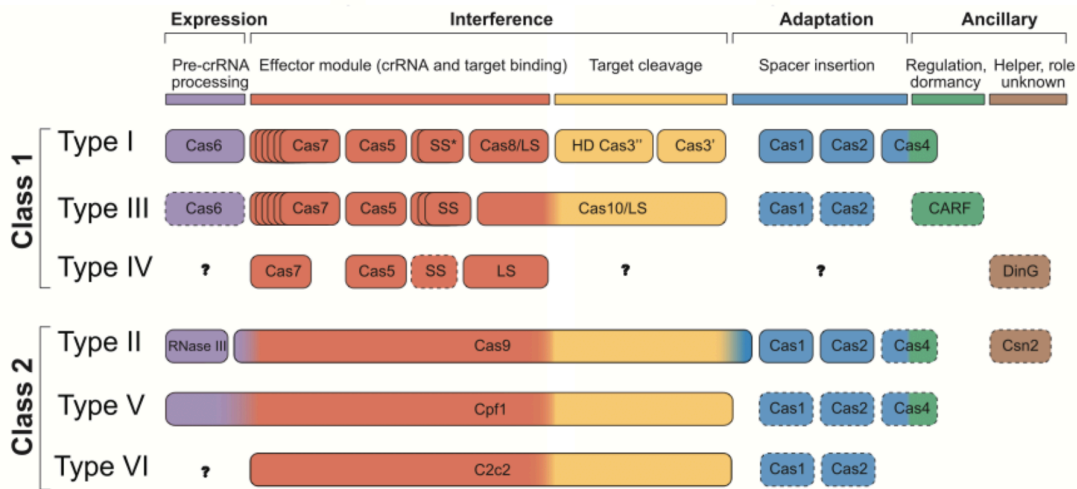 Expression Interference Adaptation Ancillary
Pre-crRNA processing Effector module (crRNA and target binding) Target cleavage Spacer insertion Regulation, dormancy Helper, role unknown
Class 1
Type I Cas6 Cas7 Cas5 SS* Cas8/LS HD Cas3'' Cas3' Cas1 Cas2 Cas4
Type III Cas6 Cas7 Cas5 SS Cas10/LS Cas1 Cas2 CARF
Type IV ? Cas7 Cas5 SS LS ? ? DinG
Class 2
Type II RNase III Cas9 Cas1 Cas2 Cas4 Csn2
Type V Cpf1 Cas1 Cas2 Cas4
Type VI ? C2c2 Cas1 Cas2